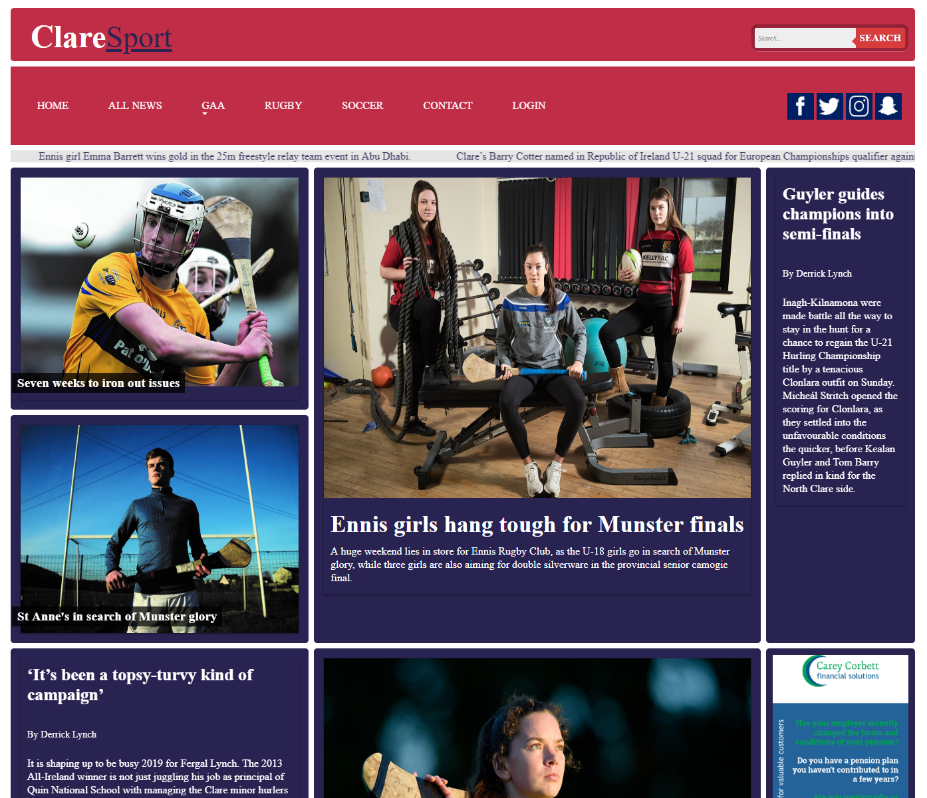 ClareSport
Search...
SEARCH
HOME
ALL NEWS
GAA
RUGBY
SOCCER
CONTACT
LOGIN
Ennis girl Emma Barrett wins gold in the 25m freestyle relay team event in Abu Dhabi.
Clare's Barry Cotter named in Republic of Ireland U-21 squad for European Championships qualifier again
Seven weeks to iron out issues
St Anne's in search of Munster glory
KELLY
Ennis girls hang tough for Munster finals
A huge weekend lies in store for Ennis Rugby Club, as the U-18 girls go in search of Munster
glory, while three girls are also aiming for double silverware in the provincial senior camogie
final.
Guyler guides
champions into
semi-finals
By Derrick Lynch
Inagh-Kilnamona were
made battle all the way to
stay in the hunt for a
chance to regain the U-21
Hurling Championship
title by a tenacious
Clonlara outfit on Sunday.
Micheál Stritch opened the
scoring for Clonlara, as
they settled into the
unfavourable conditions
the quicker, before Kealan
Guyler and Tom Barry
replied in kind for the
North Clare side.
‘It’s been a topsy-turvy kind of
campaign’
By Derrick Lynch
It is shaping up to be busy 2019 for Fergal Lynch. The 2013
All-Ireland winner is not just juggling his job as principal of
Quin National School with managing the Clare minor hurlers
Carey Corbett
financial solutions
for valuable customers
Has your employer recently
changed the terms and
conditions of your pension?
Do you have a pension plan
you haven't contributed to in
a few years?